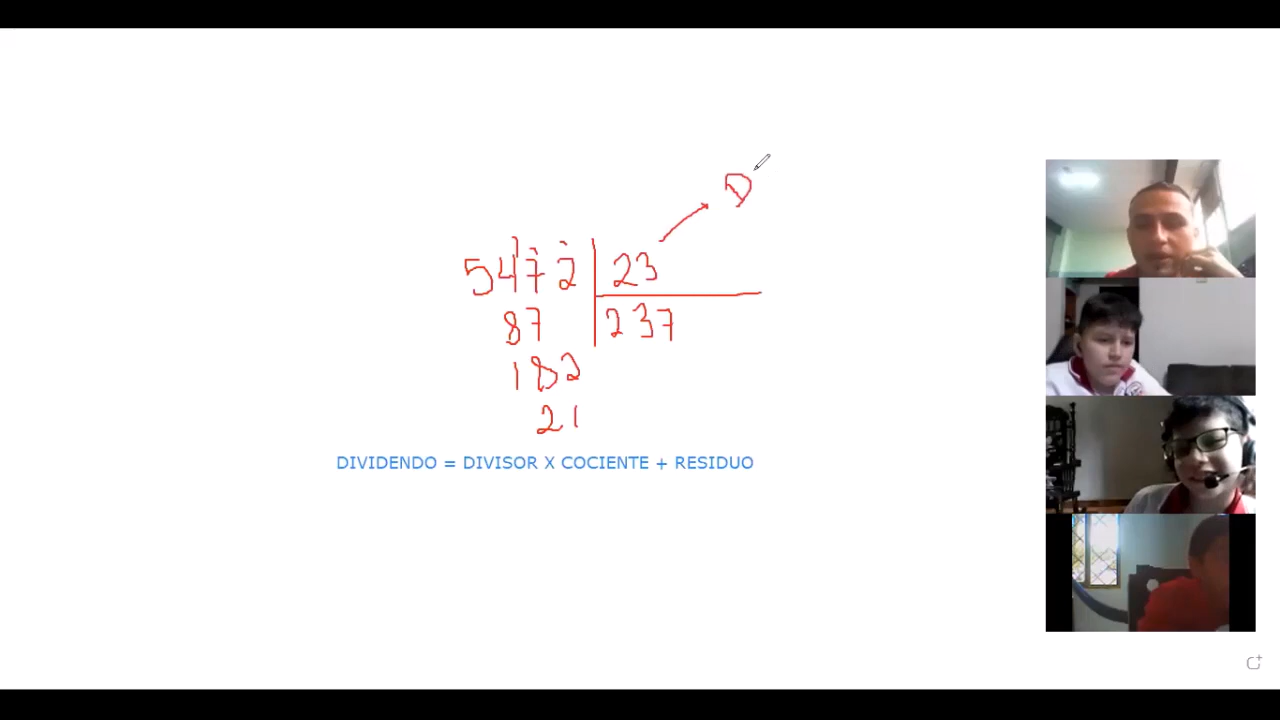 D
5472 23
87 237
182
21
DIVIDENDO = DIVISOR X COCIENTE + RESIDUO